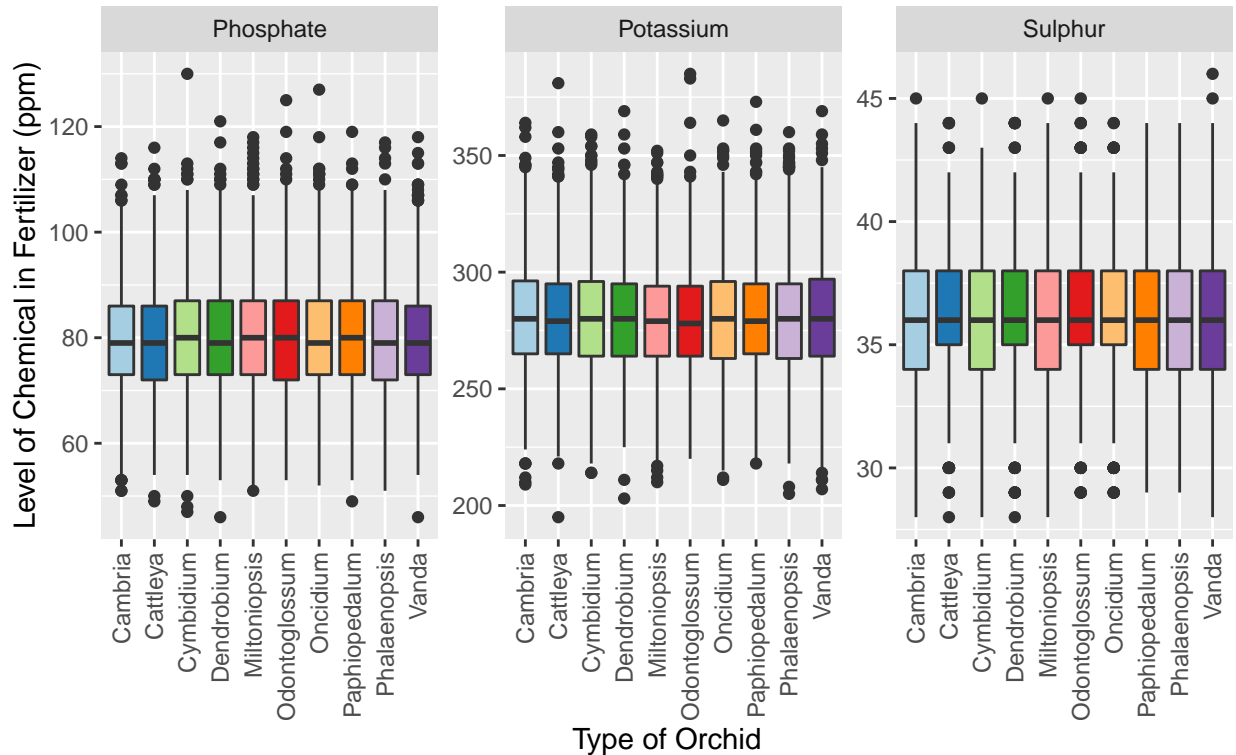 Phosphate
Potassium
Sulphur
Level of Chemical in Fertilizer (ppm)
120
100
80
60
350
300
250
200
45
40
35
30
Cambria
Cattleya
Cymbidium
Dendrobium
Miltoniopsis
Odontoglossum
Oncidium
Paphiopedalum
Phalaenopsis
Vanda
Cambria
Cattleya
Cymbidium
Dendrobium
Miltoniopsis
Odontoglossum
Oncidium
Paphiopedalum
Phalaenopsis
Vanda
Cambria
Cattleya
Cymbidium
Dendrobium
Miltoniopsis
Odontoglossum
Oncidium
Paphiopedalum
Phalaenopsis
Vanda
Type of Orchid